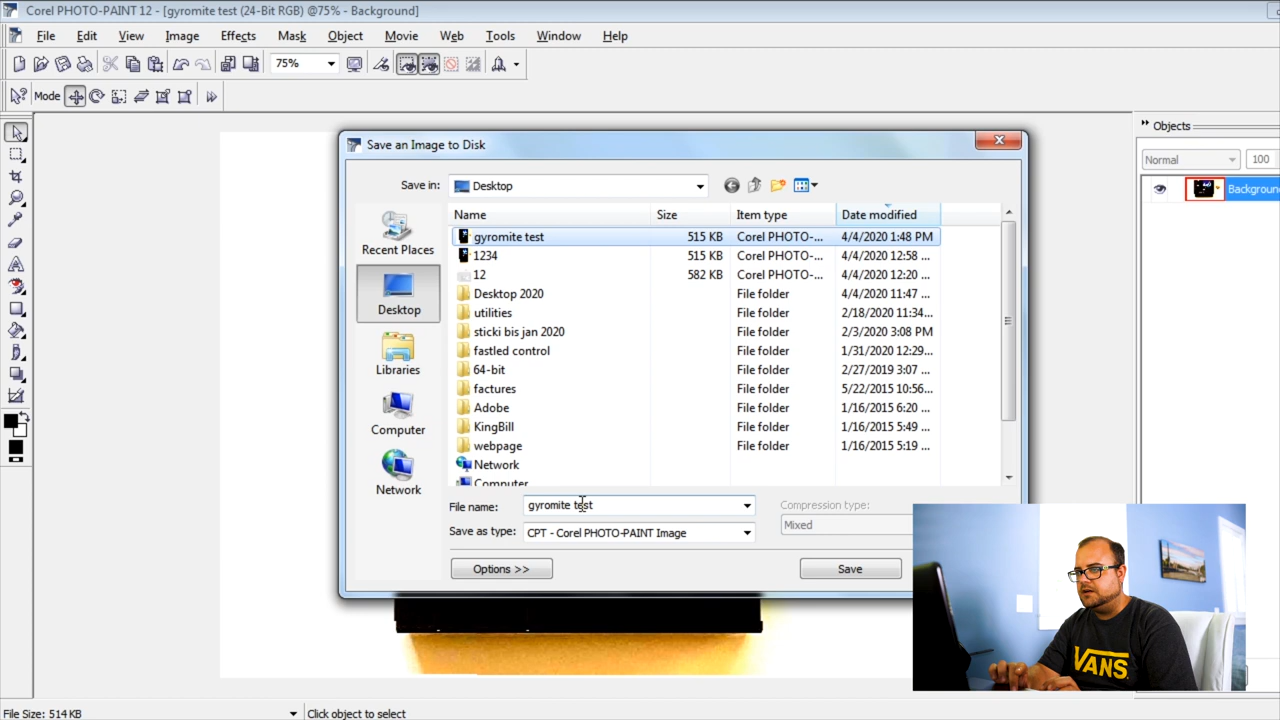 Corel PHOTO-PAINT 12 - [gyromite test (24-Bit RGB) @75% - Background]
File Edit View Image Effects Mask Object Movie Web Tools Window Help
75%
Mode
Objects
Normal 100
Background
Save an Image to Disk
Save in: Desktop
Name Size Item type Date modified
gyromite test 515 KB Corel PHOTO-... 4/4/2020 1:48 PM
1234 515 KB Corel PHOTO-... 4/4/2020 12:58 ...
12 582 KB Corel PHOTO-... 4/4/2020 12:20 ...
Desktop 2020 File folder 4/4/2020 11:47 ...
utilities File folder 2/18/2020 11:34...
sticki bis jan 2020 File folder 2/3/2020 3:08 PM
fastled control File folder 1/31/2020 12:29...
64-bit File folder 2/27/2019 3:07 ...
factures File folder 5/22/2015 10:56...
Adobe File folder 1/16/2015 6:20 ...
KingBill File folder 1/16/2015 5:49 ...
webpage File folder 1/16/2015 5:19 ...
Network
Computer
Recent Places
Desktop
Libraries
Computer
Network
File name: gyromite test
Compression type:
Save as type: CPT - Corel PHOTO-PAINT Image
Mixed
Options >> Save
VANS
File Size: 514 KB Click object to select